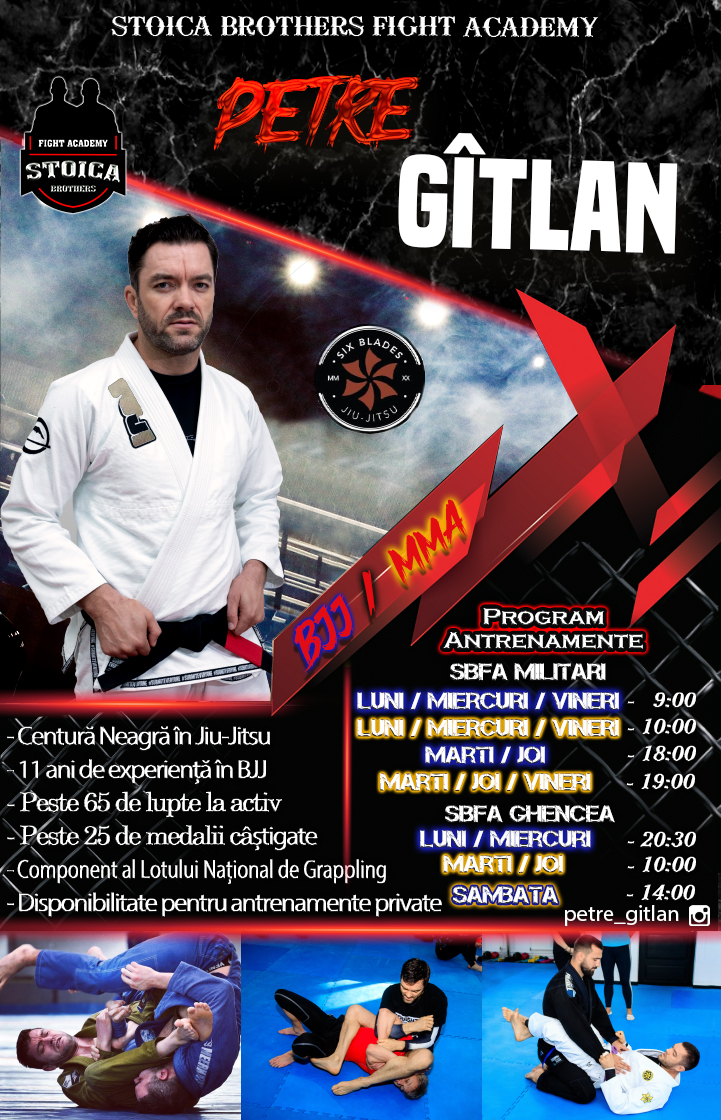 STOICA BROTHERS FIGHT ACADEMY
PETRE
GÎTLAN
FIGHT ACADEMY
STOICA
BROTHERS
SIX BLADES
MM XX
JIU-JITSU
BJJ / MMA
PROGRAM
ANTRENAMENTE
SBFA MILITARI
LUNI / MIERCURI / VINERI - 9:00
LUNI / MIERCURI / VINERI - 10:00
MARTI / JOI - 18:00
MARTI / JOI / VINERI - 19:00
SBFA GHENCEA
LUNI / MIERCURI - 20:30
MARTI / JOI - 10:00
SAMBATA - 14:00
petre_gitlan
- Centură Neagră în Jiu-Jitsu
- 11 ani de experiență în BJJ
- Peste 65 de lupte la activ
- Peste 25 de medalii câștigate
- Component al Lotului Național de Grappling
- Disponibilitate pentru antrenamente private